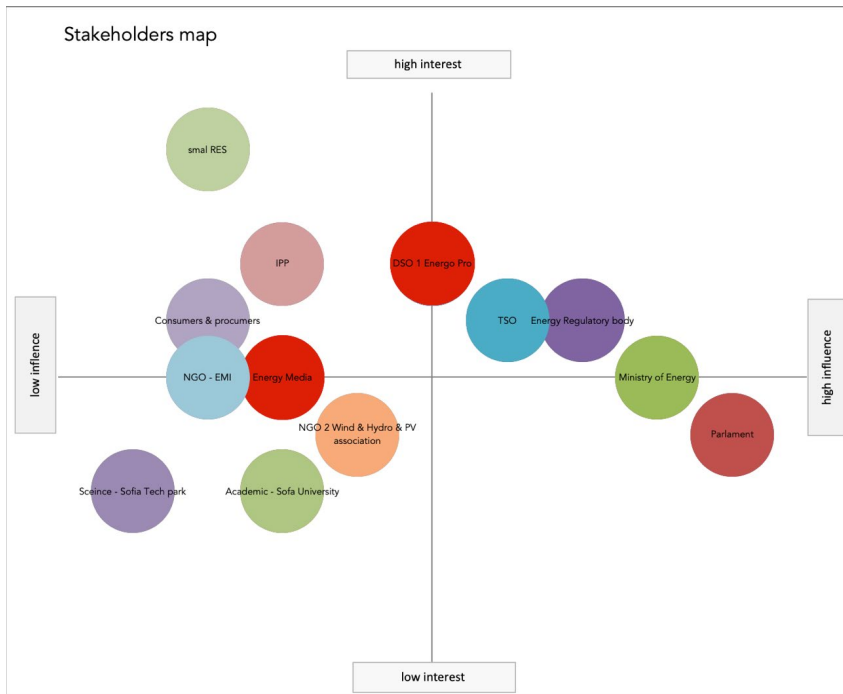 Stakeholders map
high interest
smal RES
IPP
DSO 1 Energo Pro
Consumers & procumers
TSO
Energy Regulatory body
low inflence
NGO - EMI
Energy Media
Ministry of Energy
high influence
NGO 2 Wind & Hydro & PV
association
Parlament
Sceince - Sofia Tech park
Academic - Sofa University
low interest